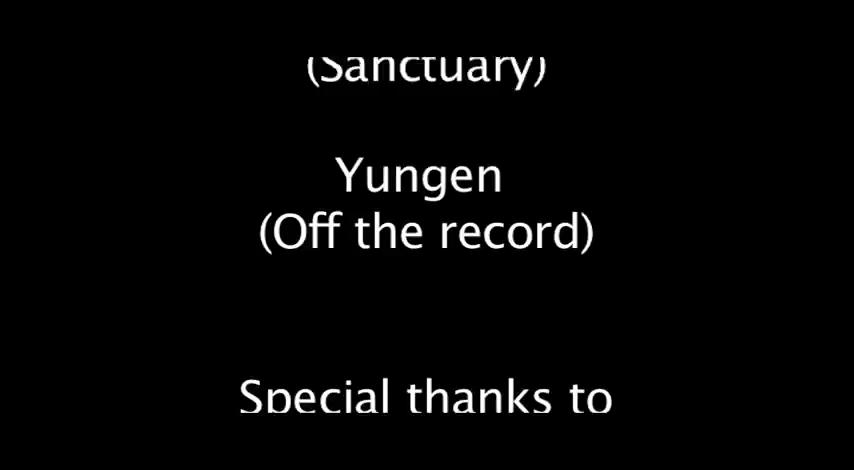 (Sanctuary)
Yungen
(Off the record)
Special thanks to